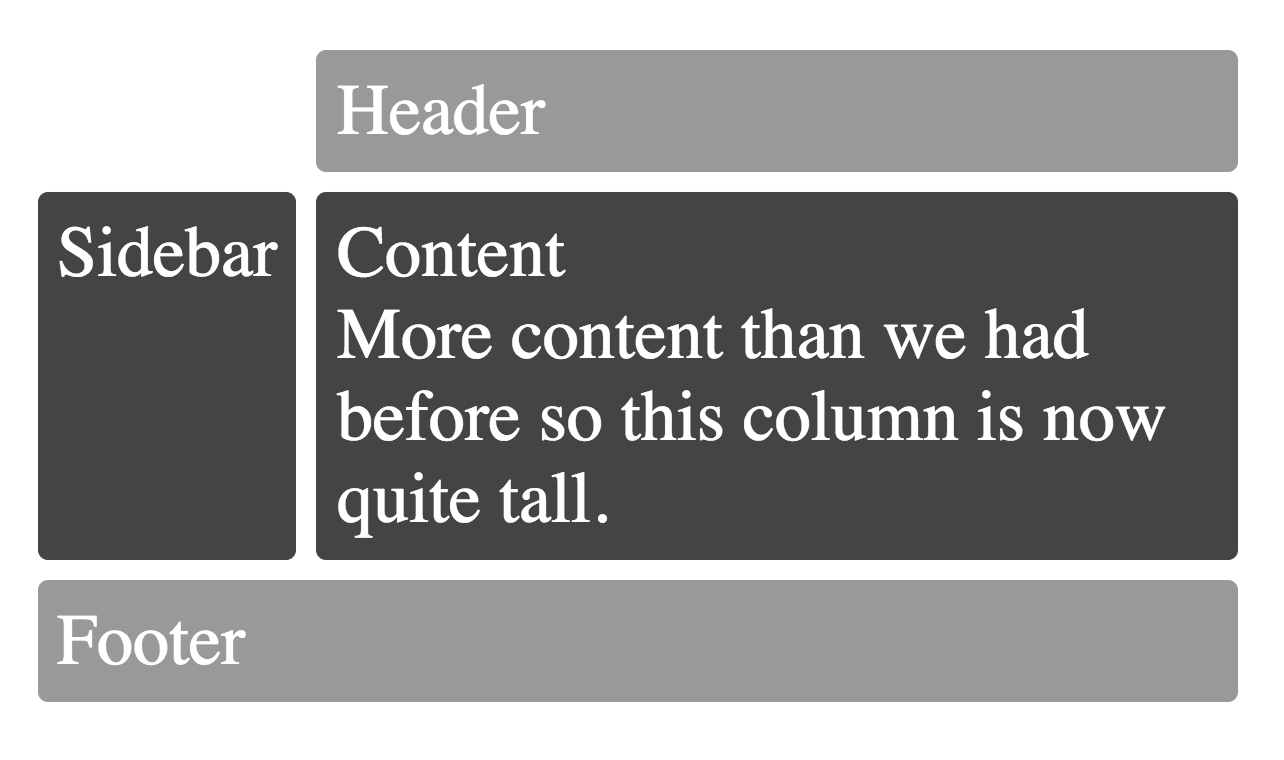 Header
Sidebar
Content
More content than we had
before so this column is now
quite tall.
Footer